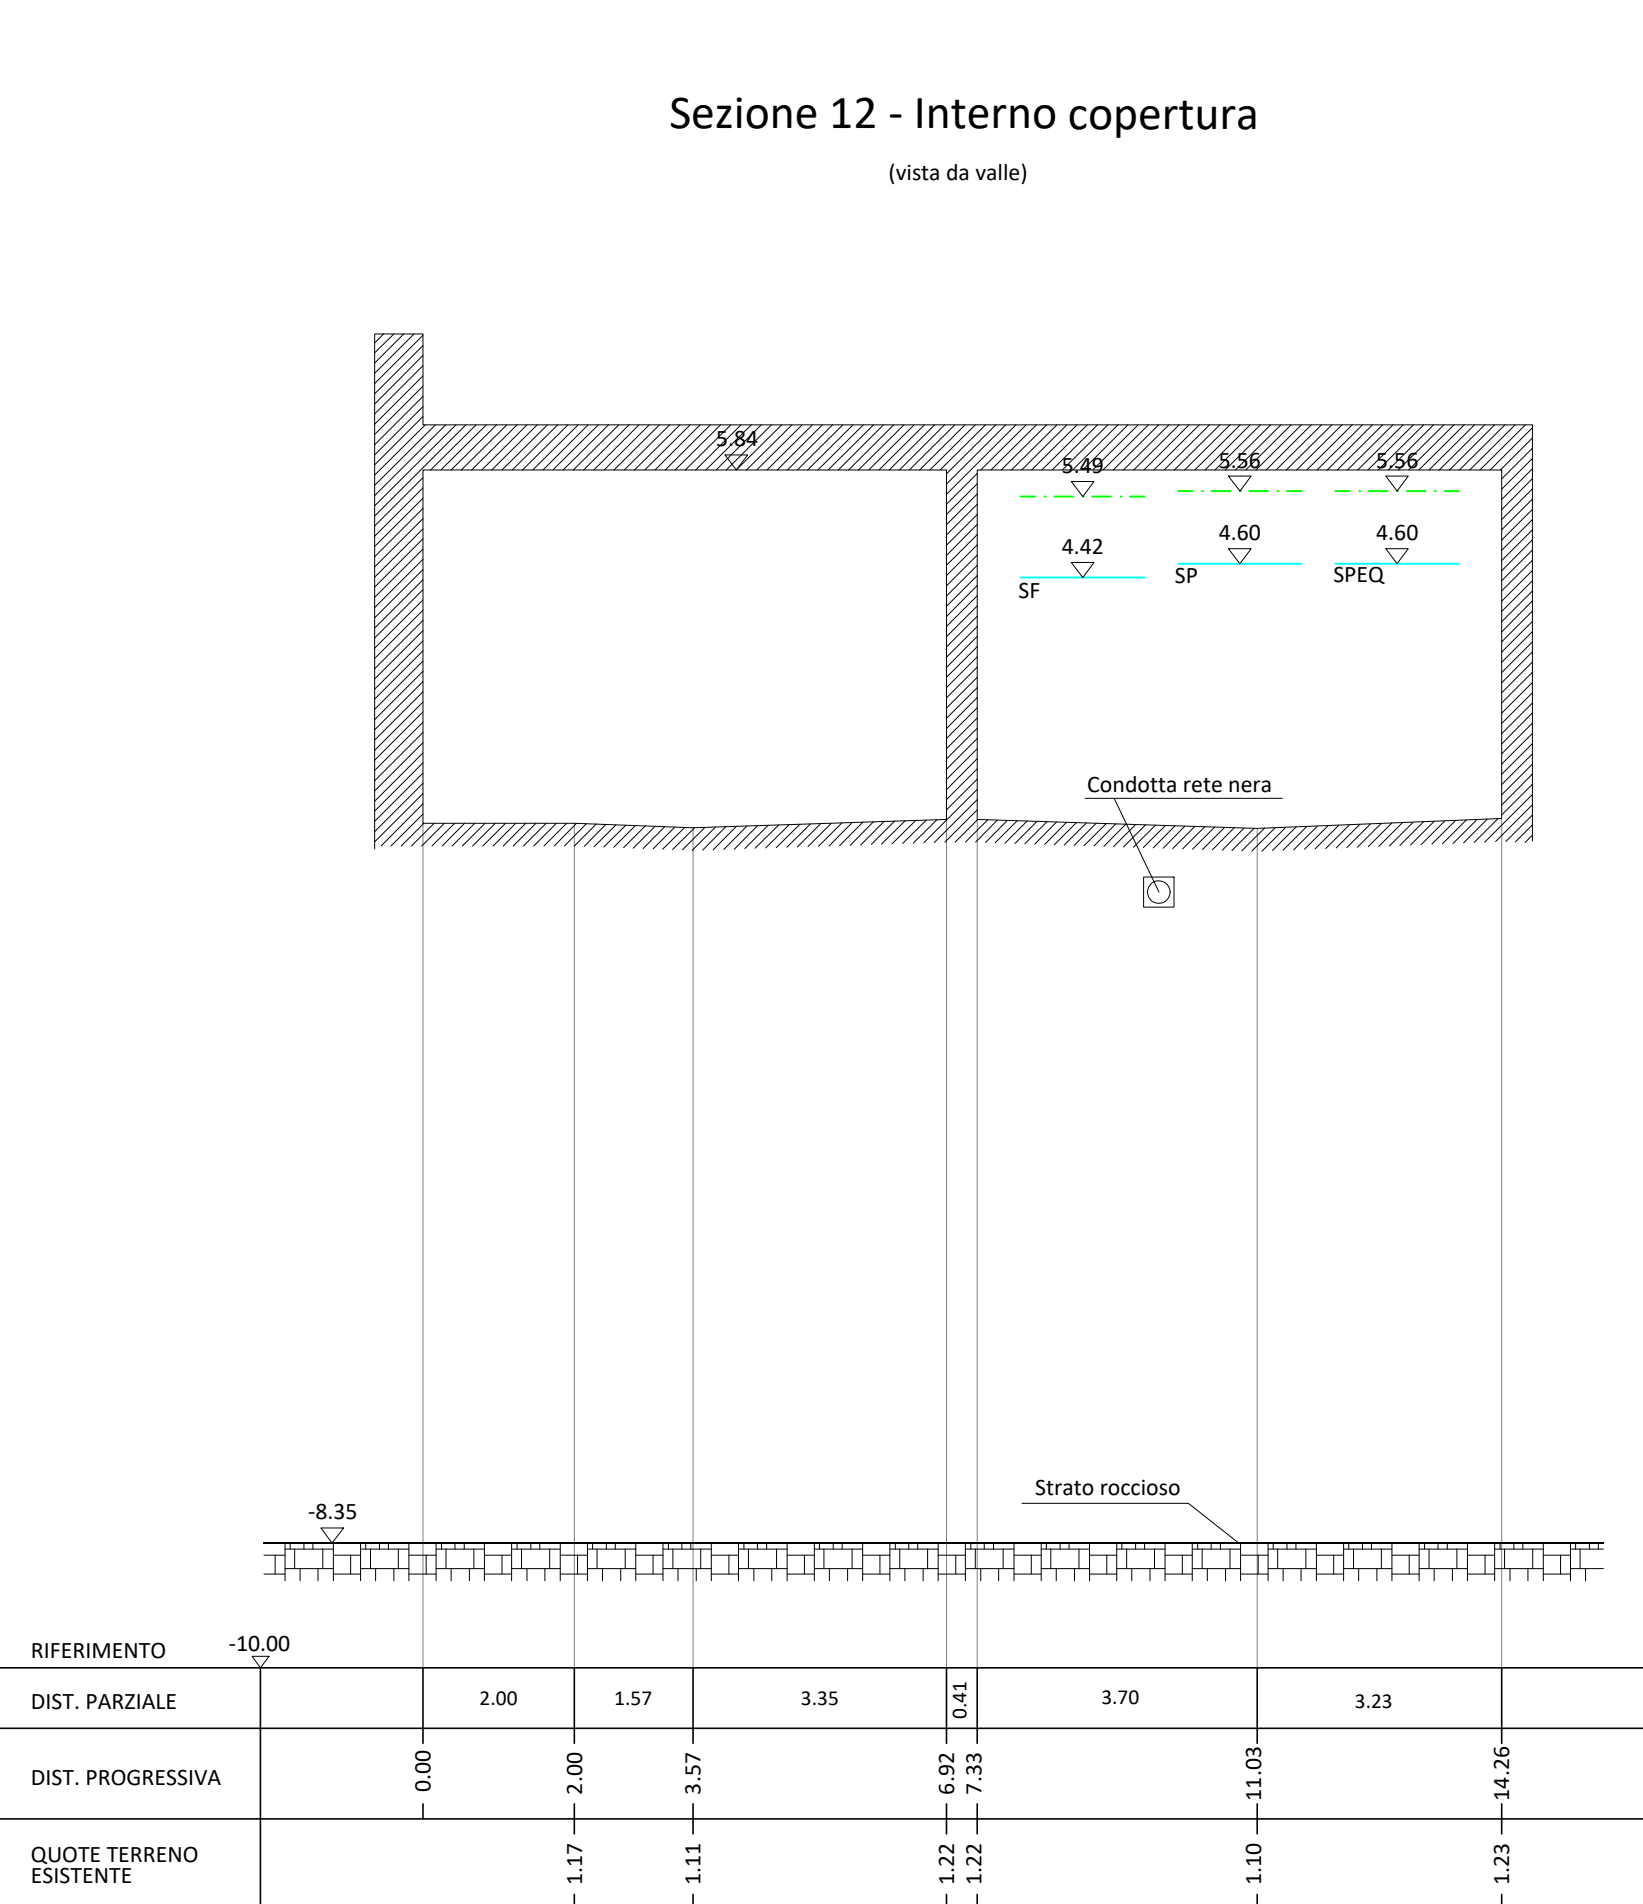 Sezione 12 - Interno copertura
(vista da valle)
5.84
5.49
5.56
5.56
4.42
4.60
4.60
SF
SP
SPEQ
Condotta rete nera
Strato roccioso
-8.35
RIFERIMENTO
-10.00
DIST. PARZIALE
2.00
1.57
3.35
0.41
3.70
3.23
DIST. PROGRESSIVA
0.00
2.00
3.57
6.92
7.33
11.03
14.26
QUOTE TERRENO
ESISTENTE
1.17
1.11
1.22
1.22
1.10
1.23